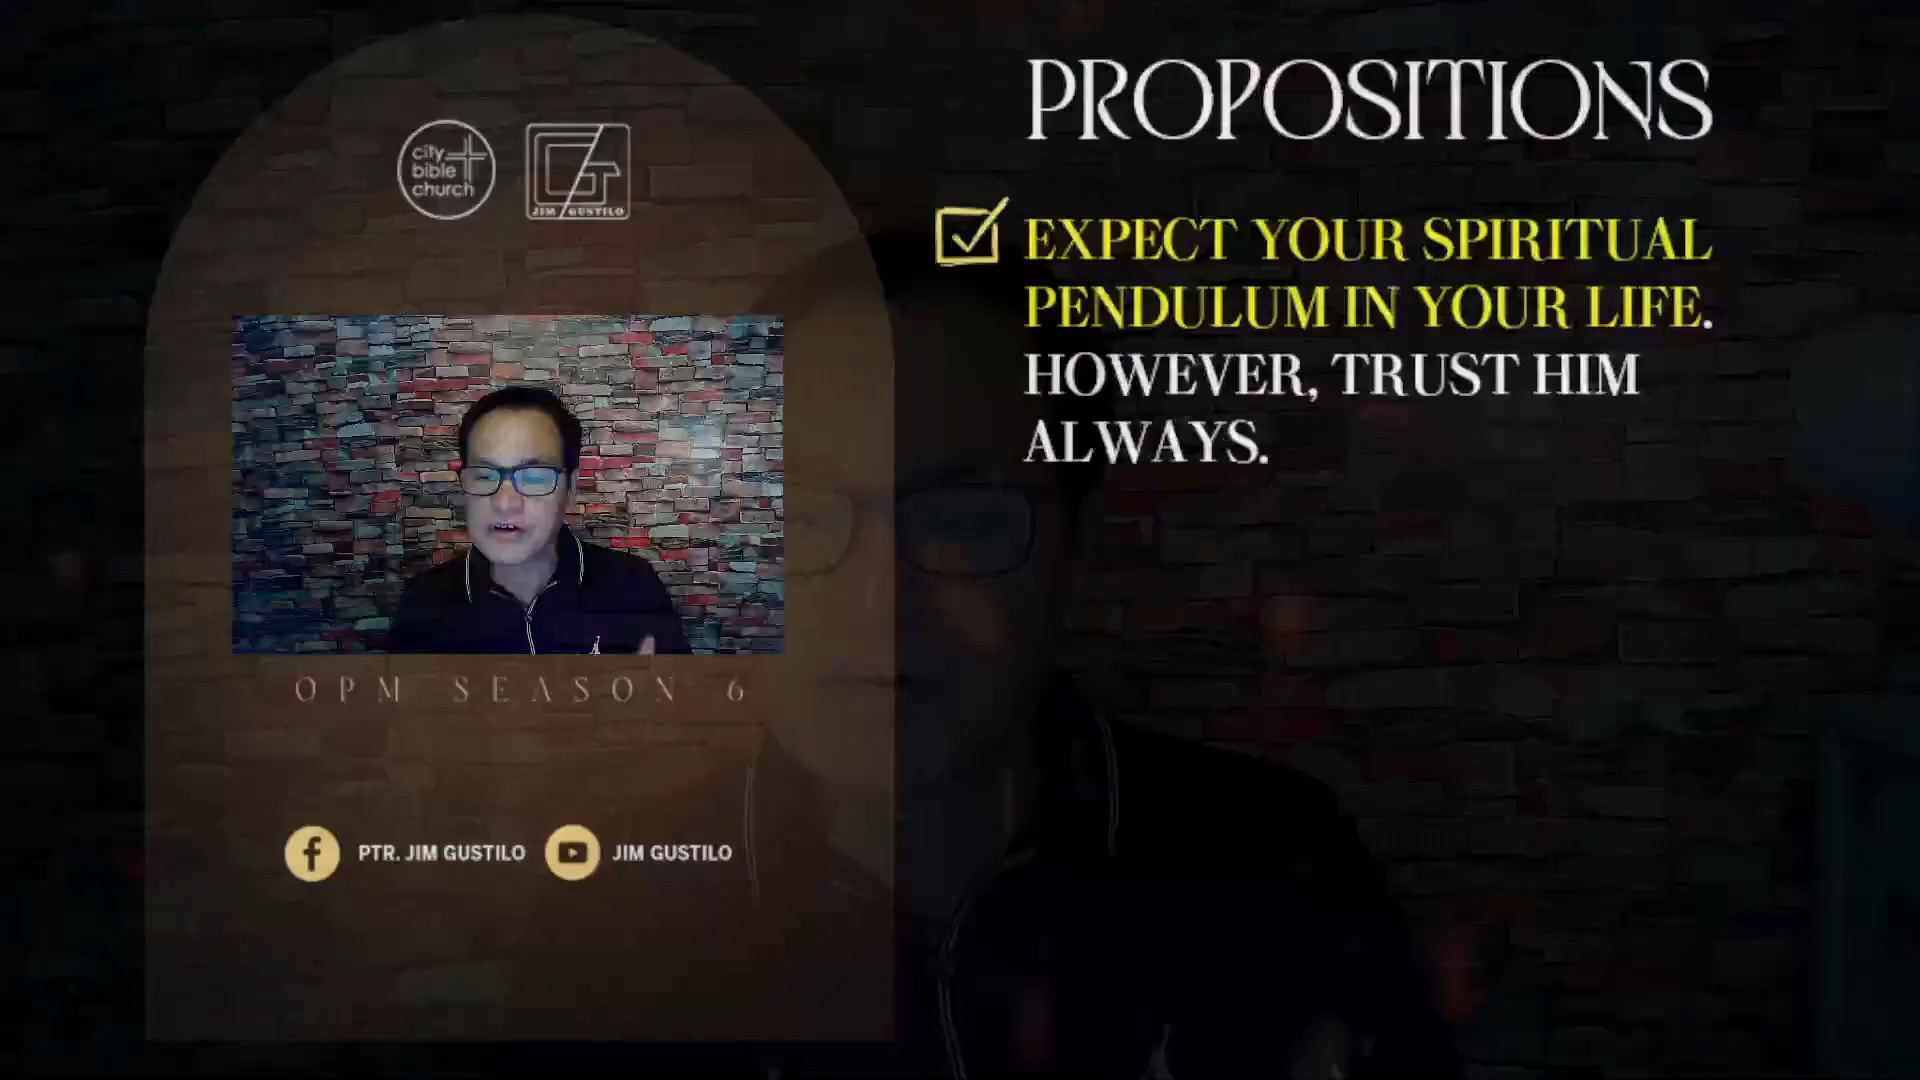 city
bible
church
JIM GUSTILO
PROPOSITIONS
EXPECT YOUR SPIRITUAL
PENDULUM IN YOUR LIFE.
HOWEVER, TRUST HIM
ALWAYS.
OPM SEASON 6
PTR. JIM GUSTILO
JIM GUSTILO